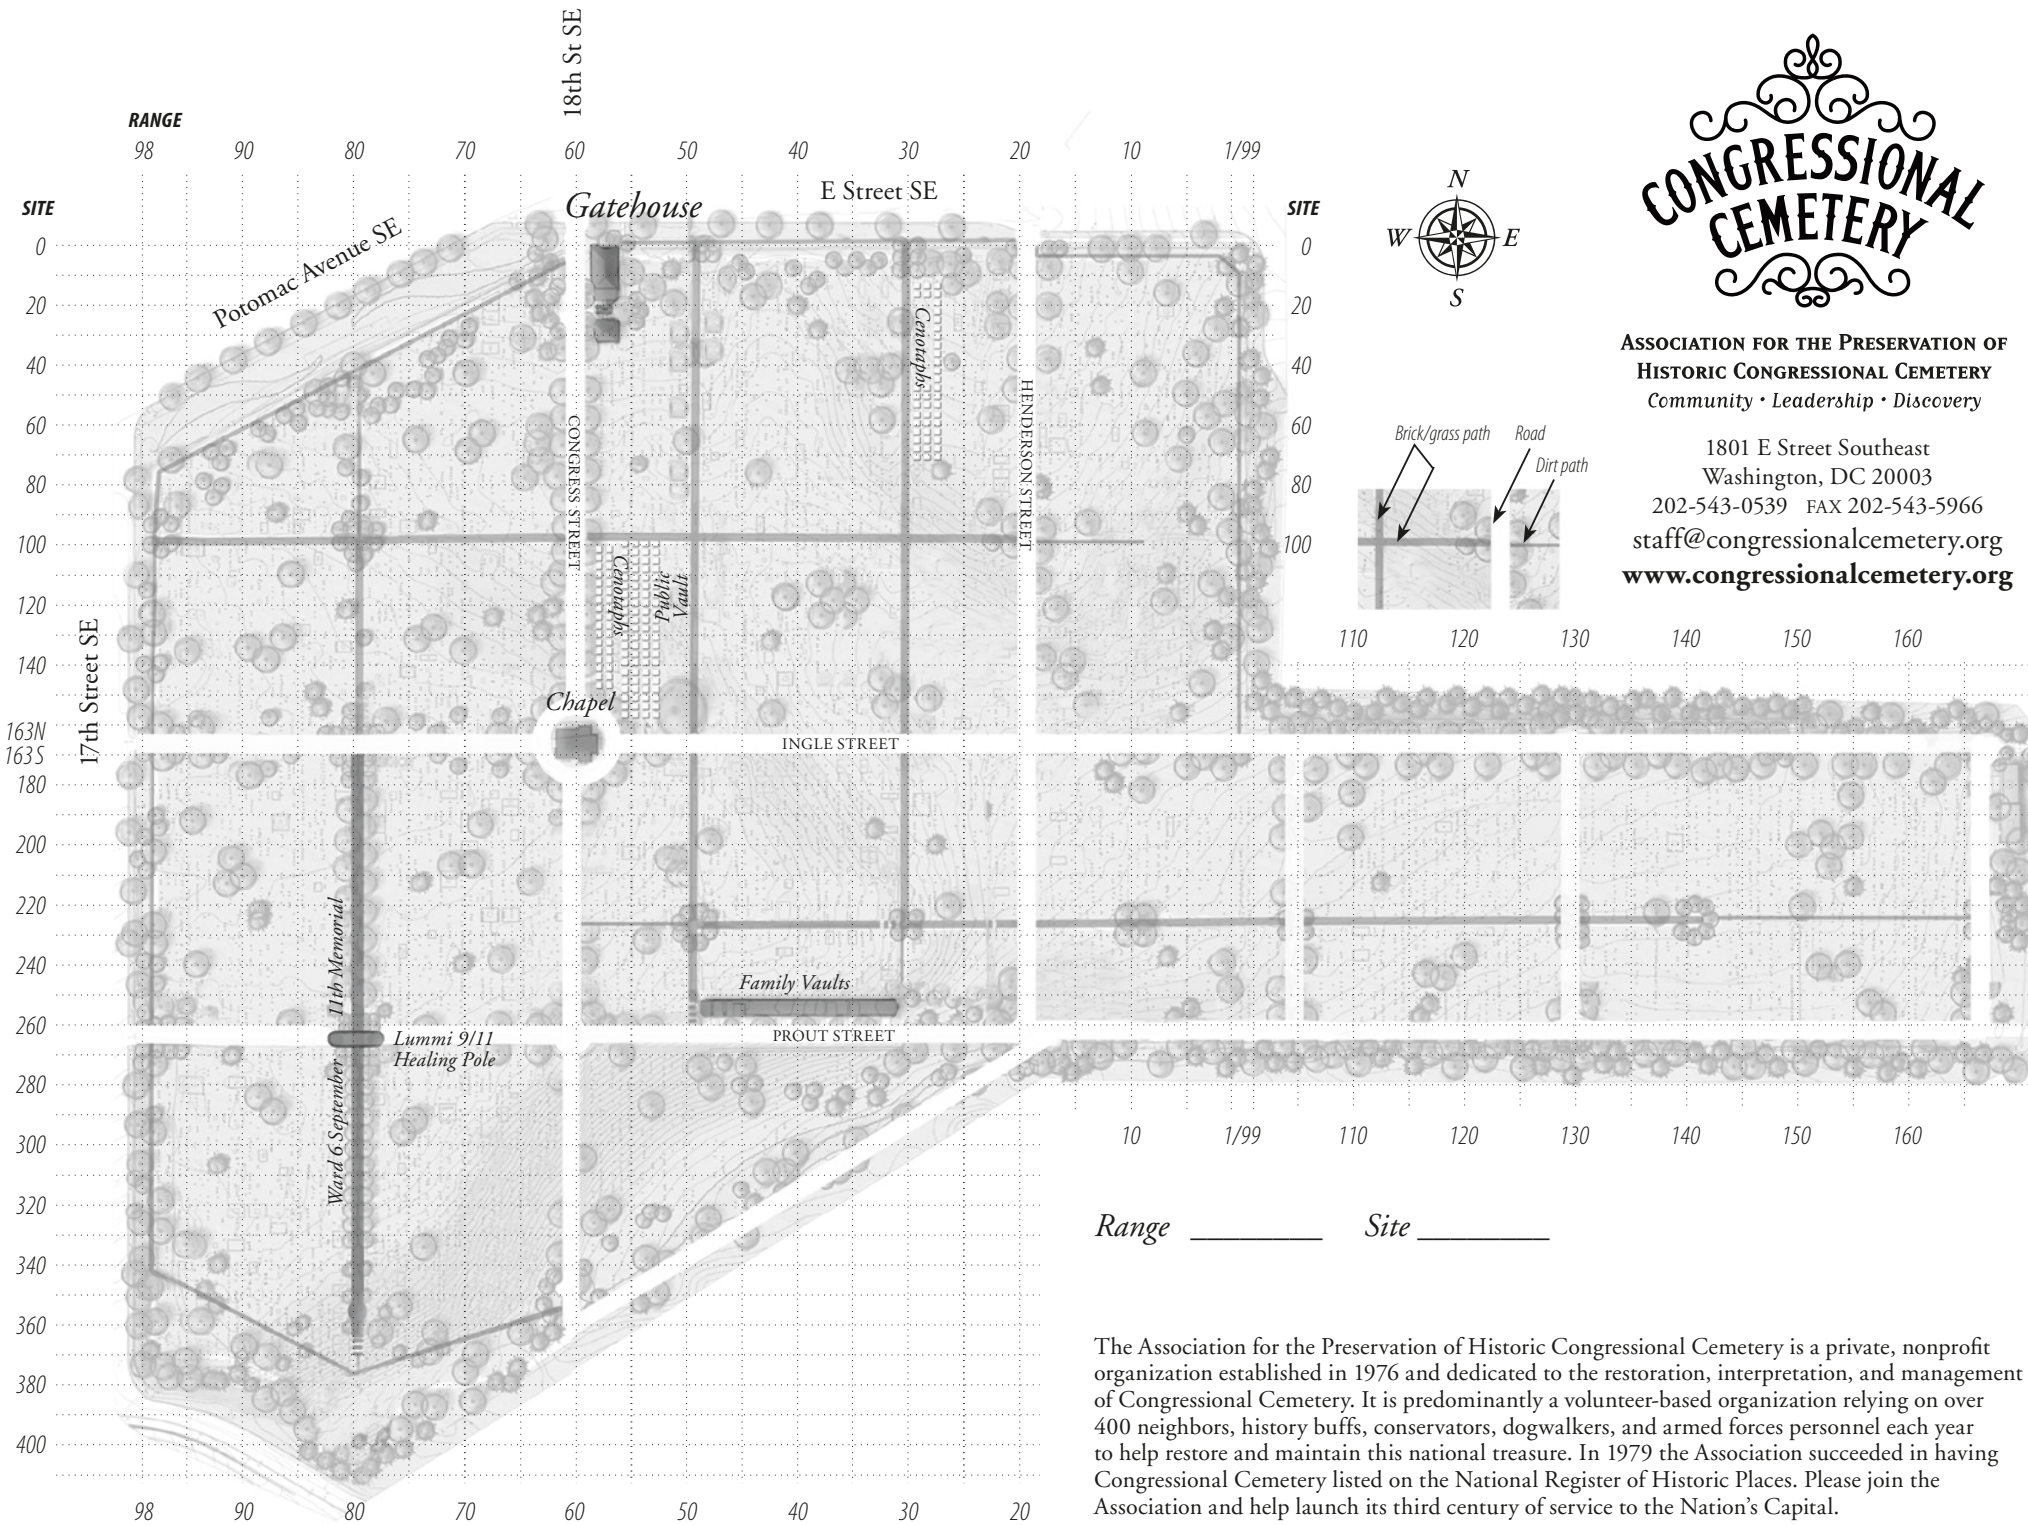 18th St SE
RANGE
98 90 80 70 60 50 40 30 20 10 1/99
E Street SE
Gatehouse
SITE
SITE
Potomac Avenue SE
0
20
40
60
80
100
120
140
163N
163S
180
200
220
240
260
280
300
320
340
360
380
400
0
20
40
60
80
100
17th Street SE
Cenotaphs
CONGRESS STREET
HENDERSON STREET
Cenotaphs
Public
Vault
Chapel
INGLE STREET
11th Memorial
Ward 6 September
Family Vaults
PROUT STREET
Lummi 9/11
Healing Pole
98 90 80 70 60 50 40 30 20
N
W E
S
Brick/grass path Road
Dirt path
110 120 130 140 150 160
10 1/99 110 120 130 140 150 160
CONGRESSIONAL
CEMETERY
ASSOCIATION FOR THE PRESERVATION OF
HISTORIC CONGRESSIONAL CEMETERY
Community • Leadership • Discovery
1801 E Street Southeast
Washington, DC 20003
202-543-0539 FAX 202-543-5966
staff@congressionalcemetery.org
www.congressionalcemetery.org
Range ________ Site ________
The Association for the Preservation of Historic Congressional Cemetery is a private, nonprofit
organization established in 1976 and dedicated to the restoration, interpretation, and management
of Congressional Cemetery. It is predominantly a volunteer-based organization relying on over
400 neighbors, history buffs, conservators, dogwalkers, and armed forces personnel each year
to help restore and maintain this national treasure. In 1979 the Association succeeded in having
Congressional Cemetery listed on the National Register of Historic Places. Please join the
Association and help launch its third century of service to the Nation's Capital.